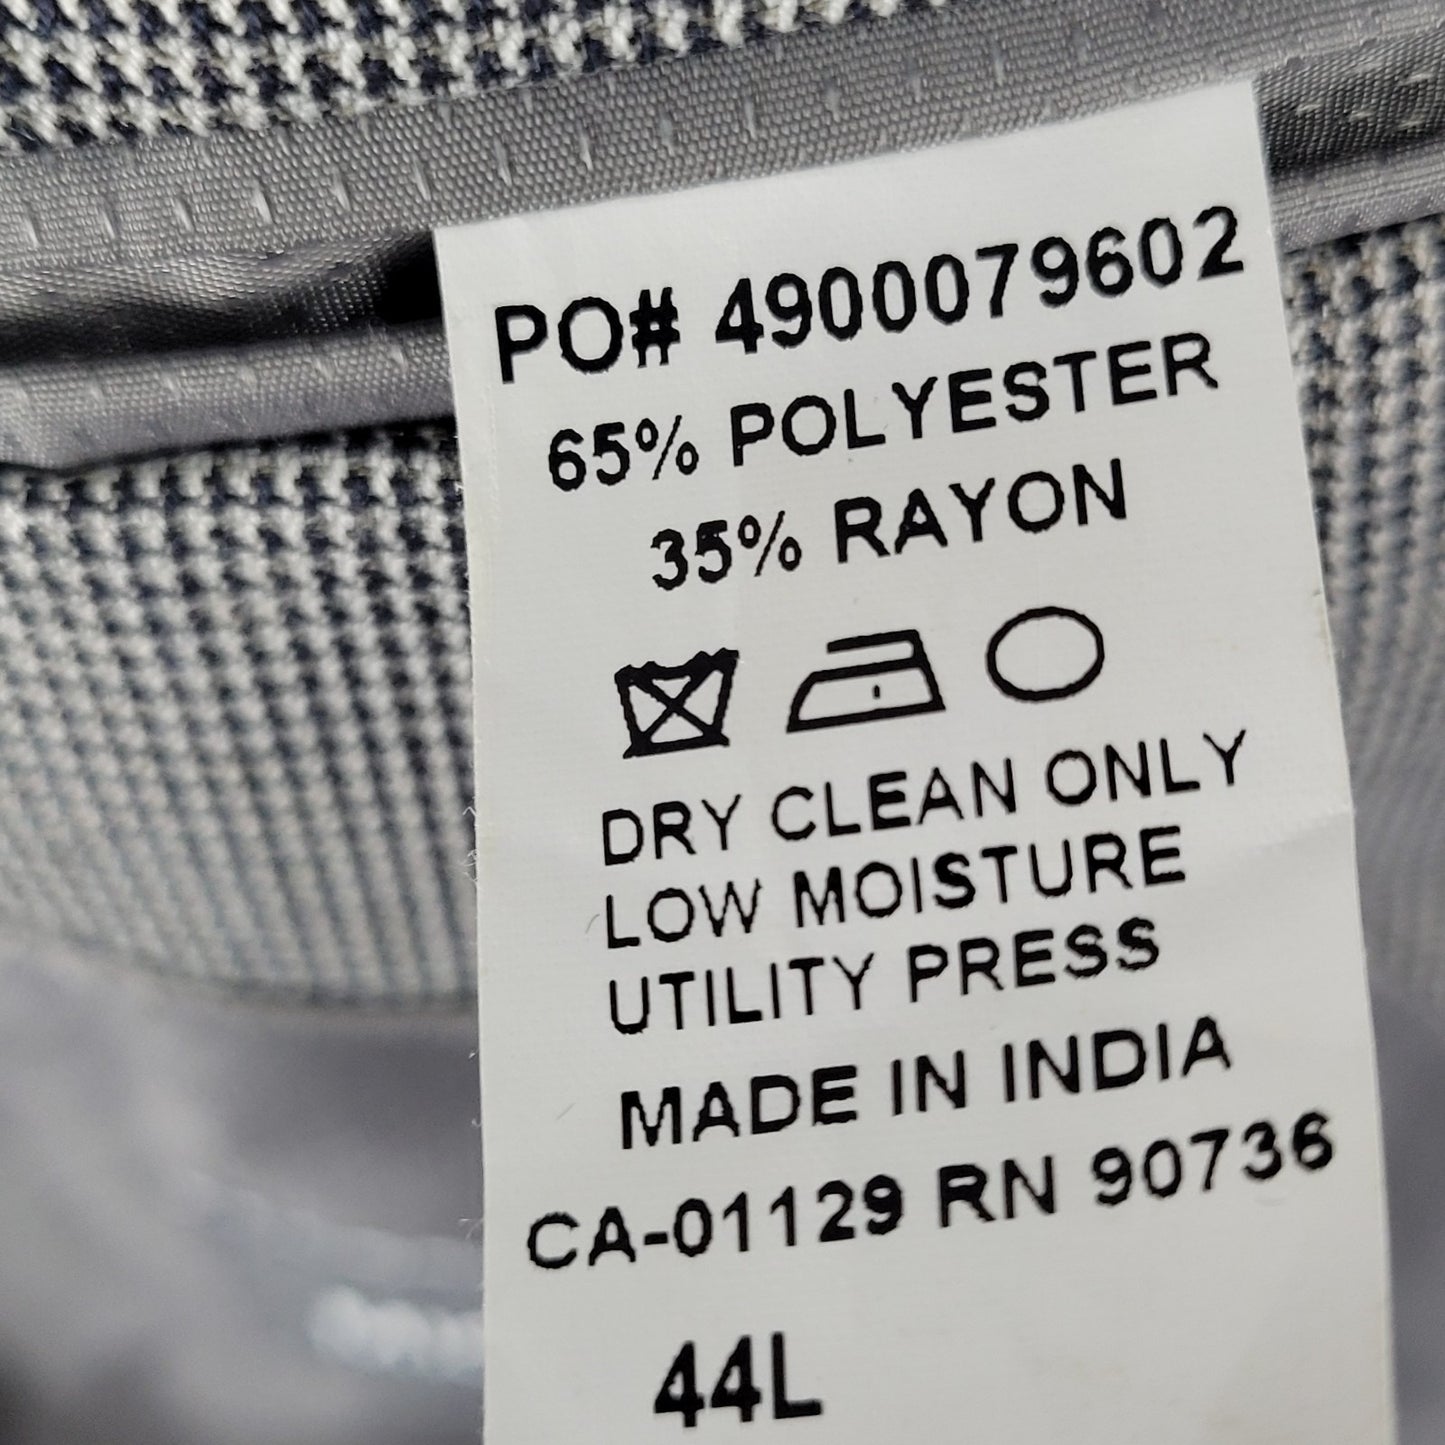 PO# 4900079602
65% POLYESTER
35% RAYON
DRY CLEAN ONLY
LOW MOISTURE
UTILITY PRESS
MADE IN INDIA
CA-01129 RN 90736
44L